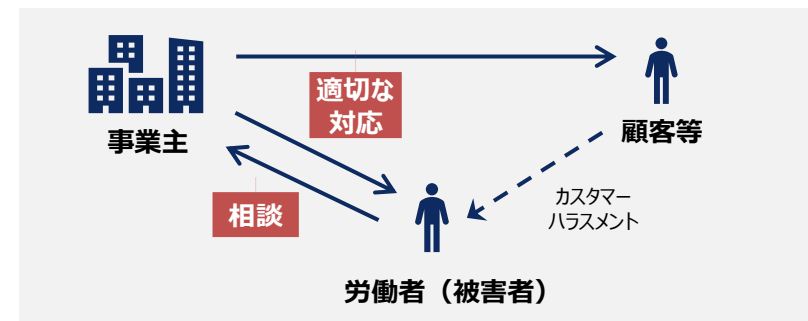 適切な
対応
事業主
顧客等
相談
カスタマー
ハラスメント
労働者（被害者）